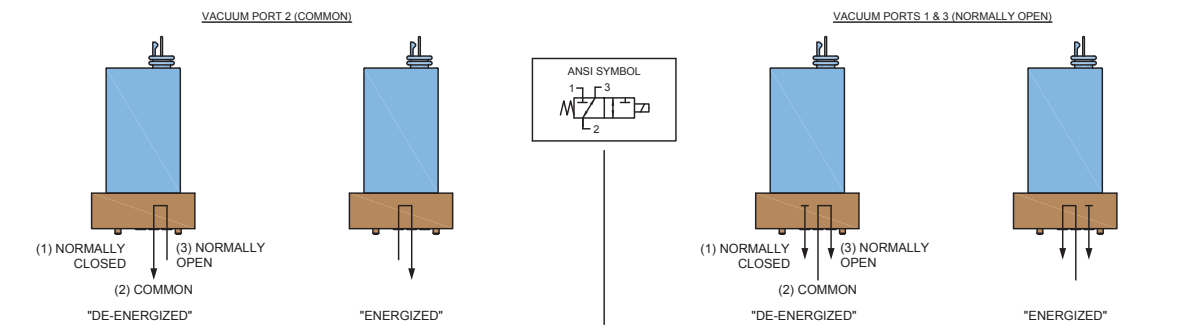 VACUUM PORT 2 (COMMON)
VACUUM PORTS 1 & 3 (NORMALLY OPEN)
ANSI SYMBOL
1
3
2
(1) NORMALLY
CLOSED
(3) NORMALLY
OPEN
(2) COMMON
"DE-ENERGIZED"
"ENERGIZED"
(1) NORMALLY
CLOSED
(3) NORMALLY
OPEN
(2) COMMON
"DE-ENERGIZED"
"ENERGIZED"